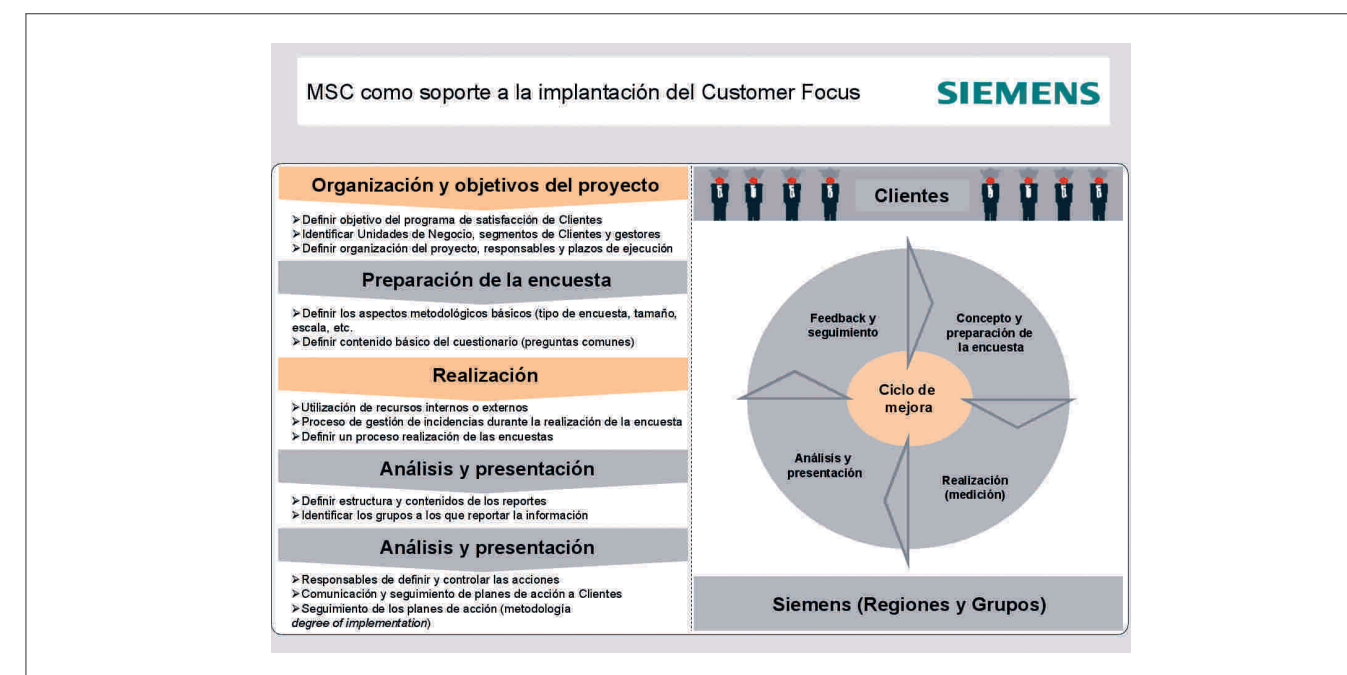 MSC como soporte a la implantación del Customer Focus
SIEMENS
Organización y objetivos del proyecto
➢Definir objetivo del programa de satisfacción de Clientes
➢Identificar Unidades de Negocio, segmentos de Clientes y gestores
➢Definir organización del proyecto, responsables y plazos de ejecución
Preparación de la encuesta
➢Definir los aspectos metodológicos básicos (tipo de encuesta, tamaño,
escala, etc.
➢Definir contenido básico del cuestionario (preguntas comunes)
Realización
➢Utilización de recursos internos o externos
➢Proceso de gestión de incidencias durante la realización de la encuesta
➢Definir un proceso realización de las encuestas
Análisis y presentación
➢Definir estructura y contenidos de los reportes
➢Identificar los grupos a los que reportar la información
Análisis y presentación
➢Responsables de definir y controlar las acciones
➢Comunicación y seguimiento de planes de acción a Clientes
➢Seguimiento de los planes de acción (metodología
degree of implementation)
Clientes
Feedback y
seguimiento
Concepto y
preparación de
la encuesta
Ciclo de
mejora
Análisis y
presentación
Realización
(medición)
Siemens (Regiones y Grupos)